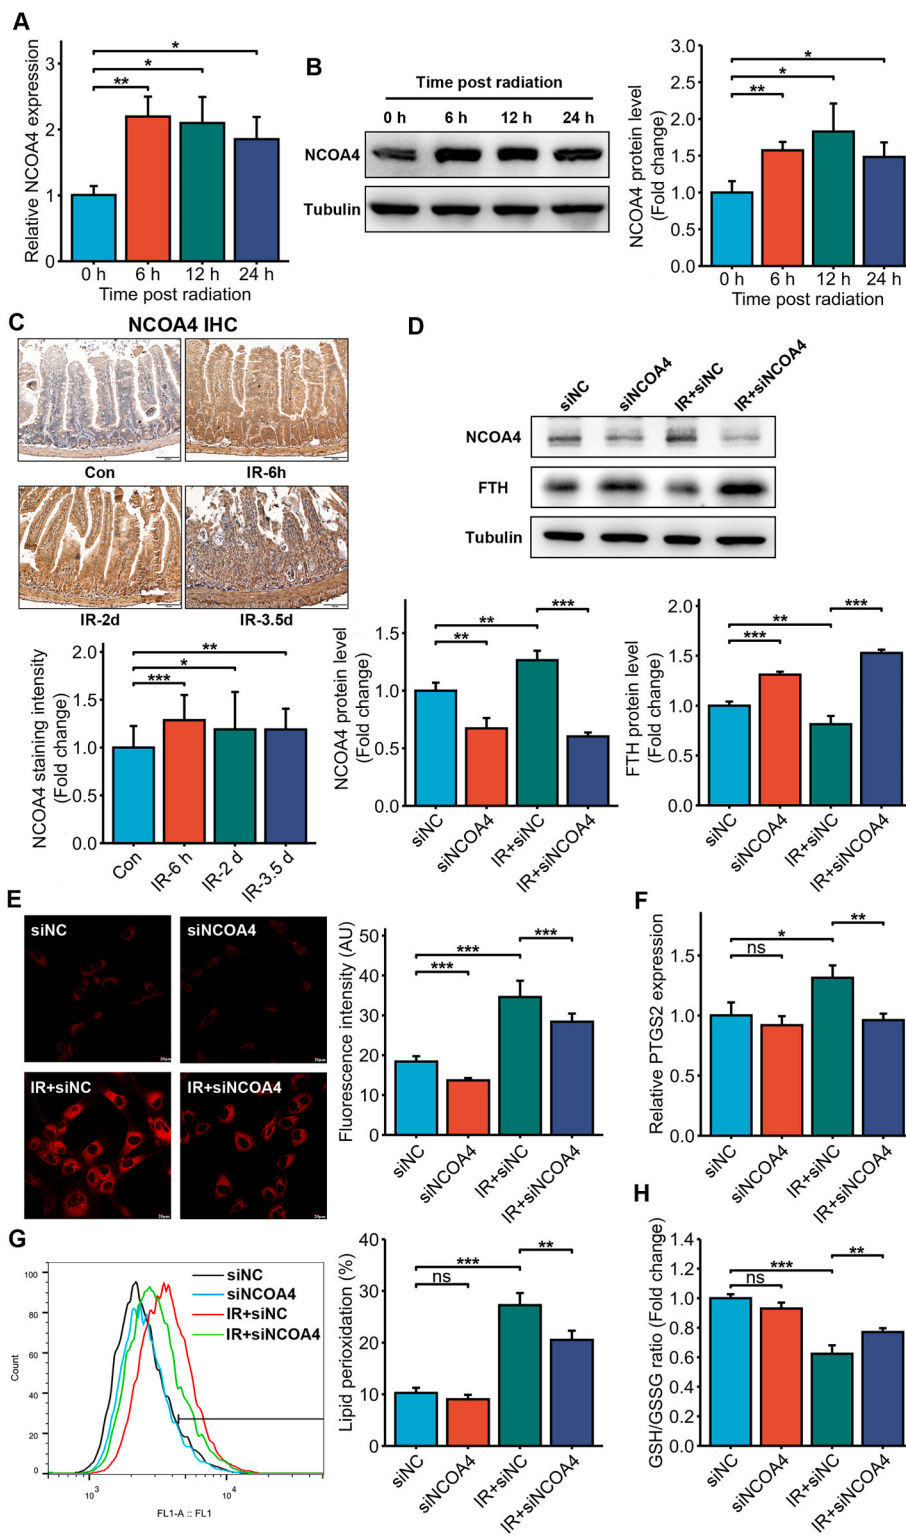 A
Relative NCOA4 expression
3
2
1
0
**
*
*
0 h
6 h
12 h
24 h
Time post radiation
B
Time post radiation
0 h
6 h
12 h
24 h
NCOA4
Tubulin
NCOA4 protein level
(Fold change)
3.0
2.5
2.0
1.5
1.0
0.5
0.0
**
*
*
0 h
6 h
12 h
24 h
Time post radiation
C
NCOA4 IHC
Con
IR-6h
IR-2d
IR-3.5d
NCOA4 staining intensity
(Fold change)
2.0
1.5
1.0
0.5
0.0
**
*
***
Con
IR-6 h
IR-2 d
IR-3.5 d
D
siNC
siNCOA4
IR+siNC
IR+siNCOA4
NCOA4
FTH
Tubulin
NCOA4 protein level
(Fold change)
1.5
1.0
0.5
0.0
**
**
***
siNC
siNCOA4
IR+siNC
IR+siNCOA4
FTH protein level
(Fold change)
2.0
1.5
1.0
0.5
0.0
***
**
***
siNC
siNCOA4
IR+siNC
IR+siNCOA4
E
siNC
siNCOA4
20μm
20μm
IR+siNC
IR+siNCOA4
20μm
20μm
Fluorescence intensity (AU)
50
40
30
20
10
0
***
***
***
siNC
siNCOA4
IR+siNC
IR+siNCOA4
F
Relative PTGS2 expression
1.5
1.0
0.5
0.0
ns
*
**
siNC
siNCOA4
IR+siNC
IR+siNCOA4
G
siNC
siNCOA4
IR+siNC
IR+siNCOA4
Count
100
80
60
40
20
0
10³
10⁴
FL1-A :: FL1
Lipid perioxidation (%)
40
30
20
10
0
ns
***
**
siNC
siNCOA4
IR+siNC
IR+siNCOA4
H
GSH/GSSG ratio (Fold change)
1.4
1.2
1.0
0.8
0.6
0.4
0.2
0.0
ns
***
**
siNC
siNCOA4
IR+siNC
IR+siNCOA4